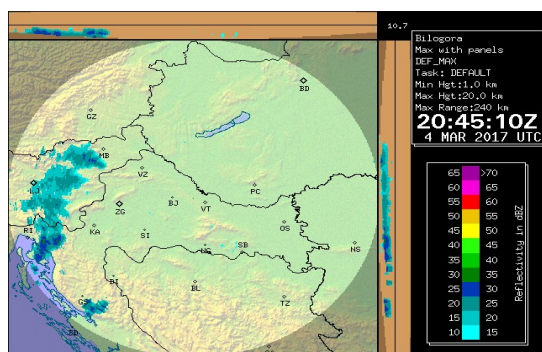 10.7
Bilogora
Max with panels
DEF_MAX
Task: DEFAULT
Min Hgt:1.0 km
Max Hgt:20.0 km
Max Range:240 km
20:45:10Z
4 MAR 2017 UTC
BD
GZ
MB
VZ
PC
ZG
BJ
VT
RI
KA
SI
OS
SB
NS
BI
BL
GS
TZ
ZD
65 >70
60 65
55 60
50 55
45 50
40 45
35 40
30 35
25 30
20 25
15 20
10 15
Reflectivity in dBZ